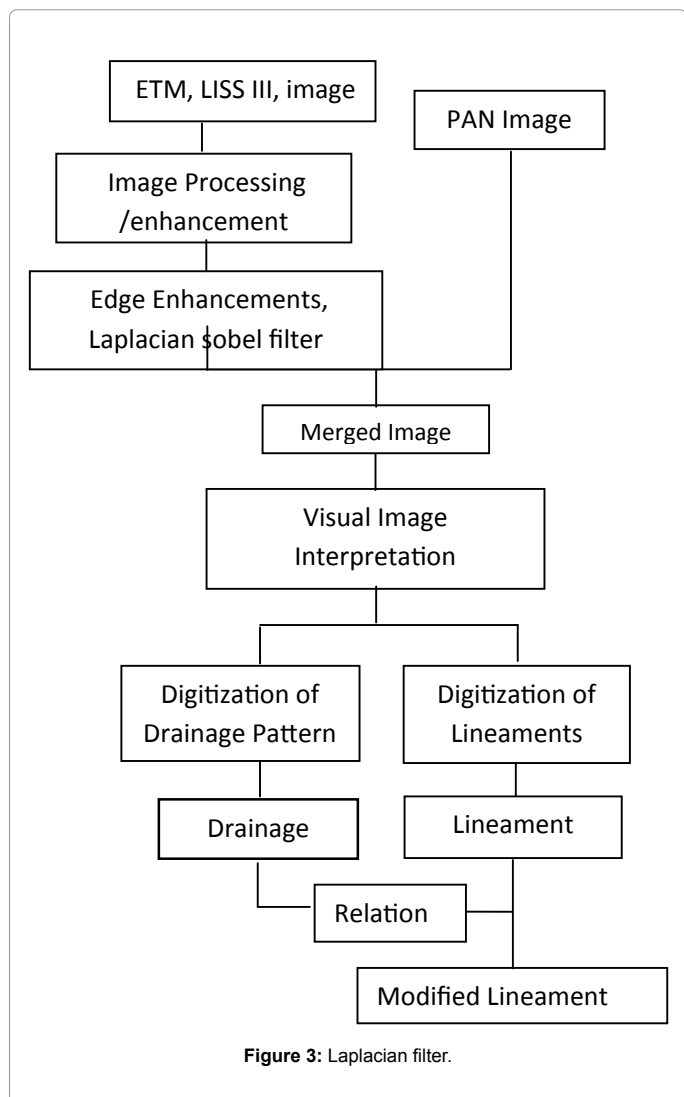 ETM, LISS III, image
PAN Image
Image Processing
/enhancement
Edge Enhancements,
Laplacian sobel filter
Merged Image
Visual Image
Interpretation
Digitization of
Drainage Pattern
Digitization of
Lineaments
Drainage
Lineament
Relation
Modified Lineament
Figure 3: Laplacian filter.